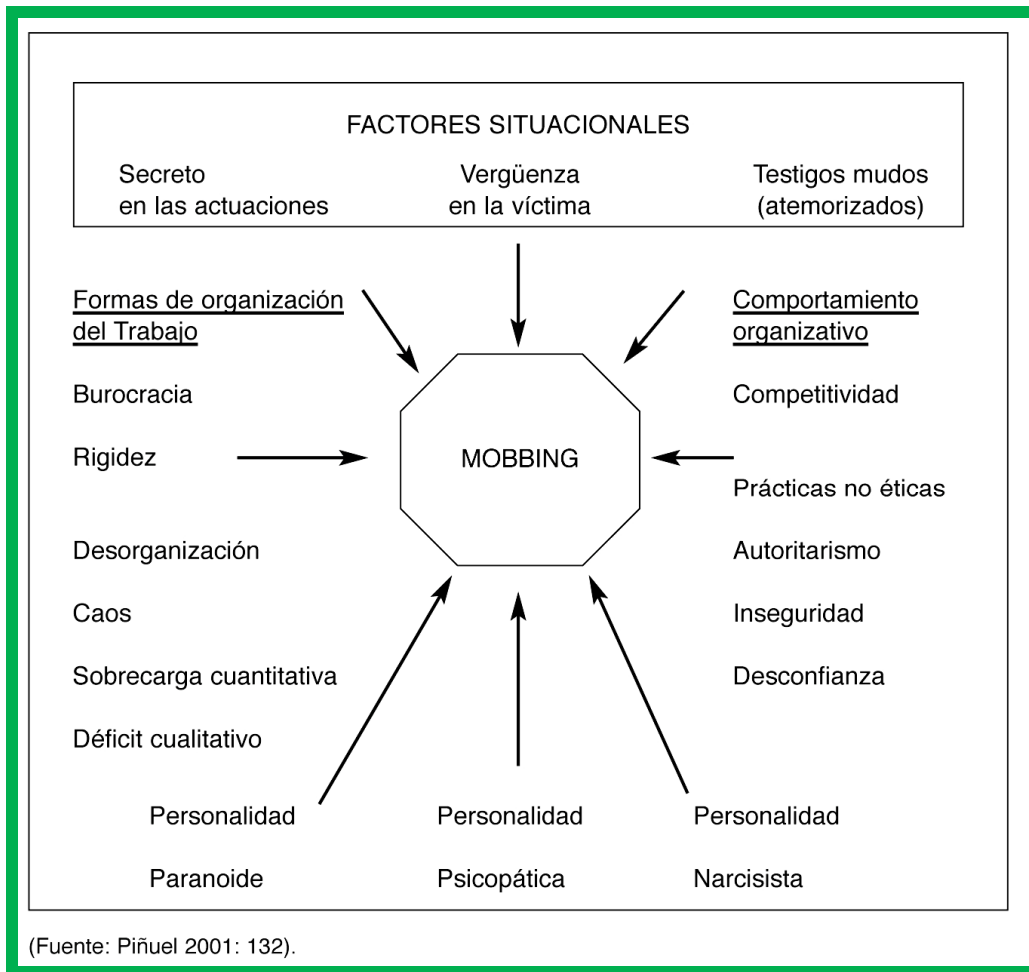 FACTORES SITUACIONALES
Secreto
en las actuaciones
Vergüenza
en la víctima
Testigos mudos
(atemorizados)
Formas de organización
del Trabajo
Burocracia
Rigidez
Desorganización
Caos
Sobrecarga cuantitativa
Déficit cualitativo
MOBBING
Comportamiento
organizativo
Competitividad
Prácticas no éticas
Autoritarismo
Inseguridad
Desconfianza
Personalidad
Paranoide
Personalidad
Psicopática
Personalidad
Narcisista
(Fuente: Piñuel 2001: 132).